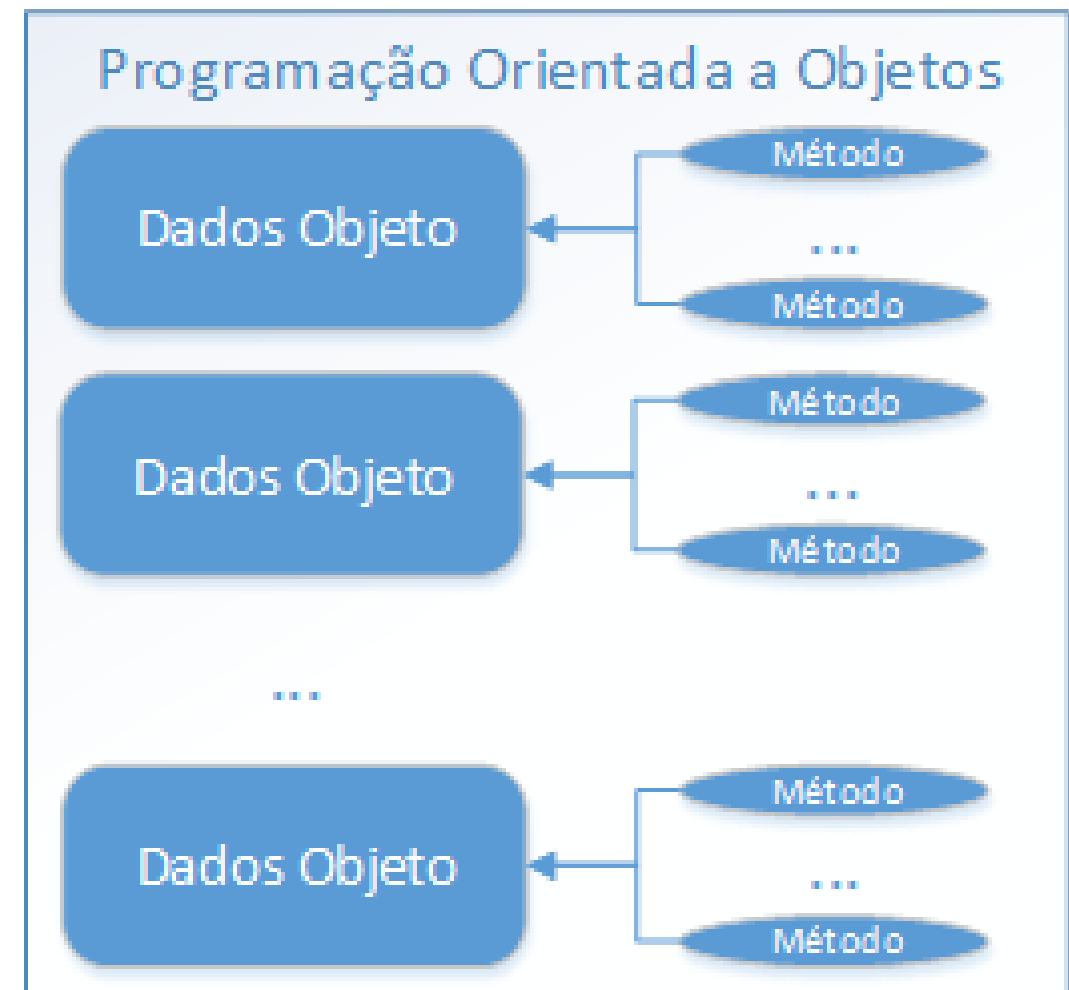 Programação Orientada a Objetos
Método
Dados Objeto
...
Método
Método
Dados Objeto
...
Método
...
Método
Dados Objeto
...
Método